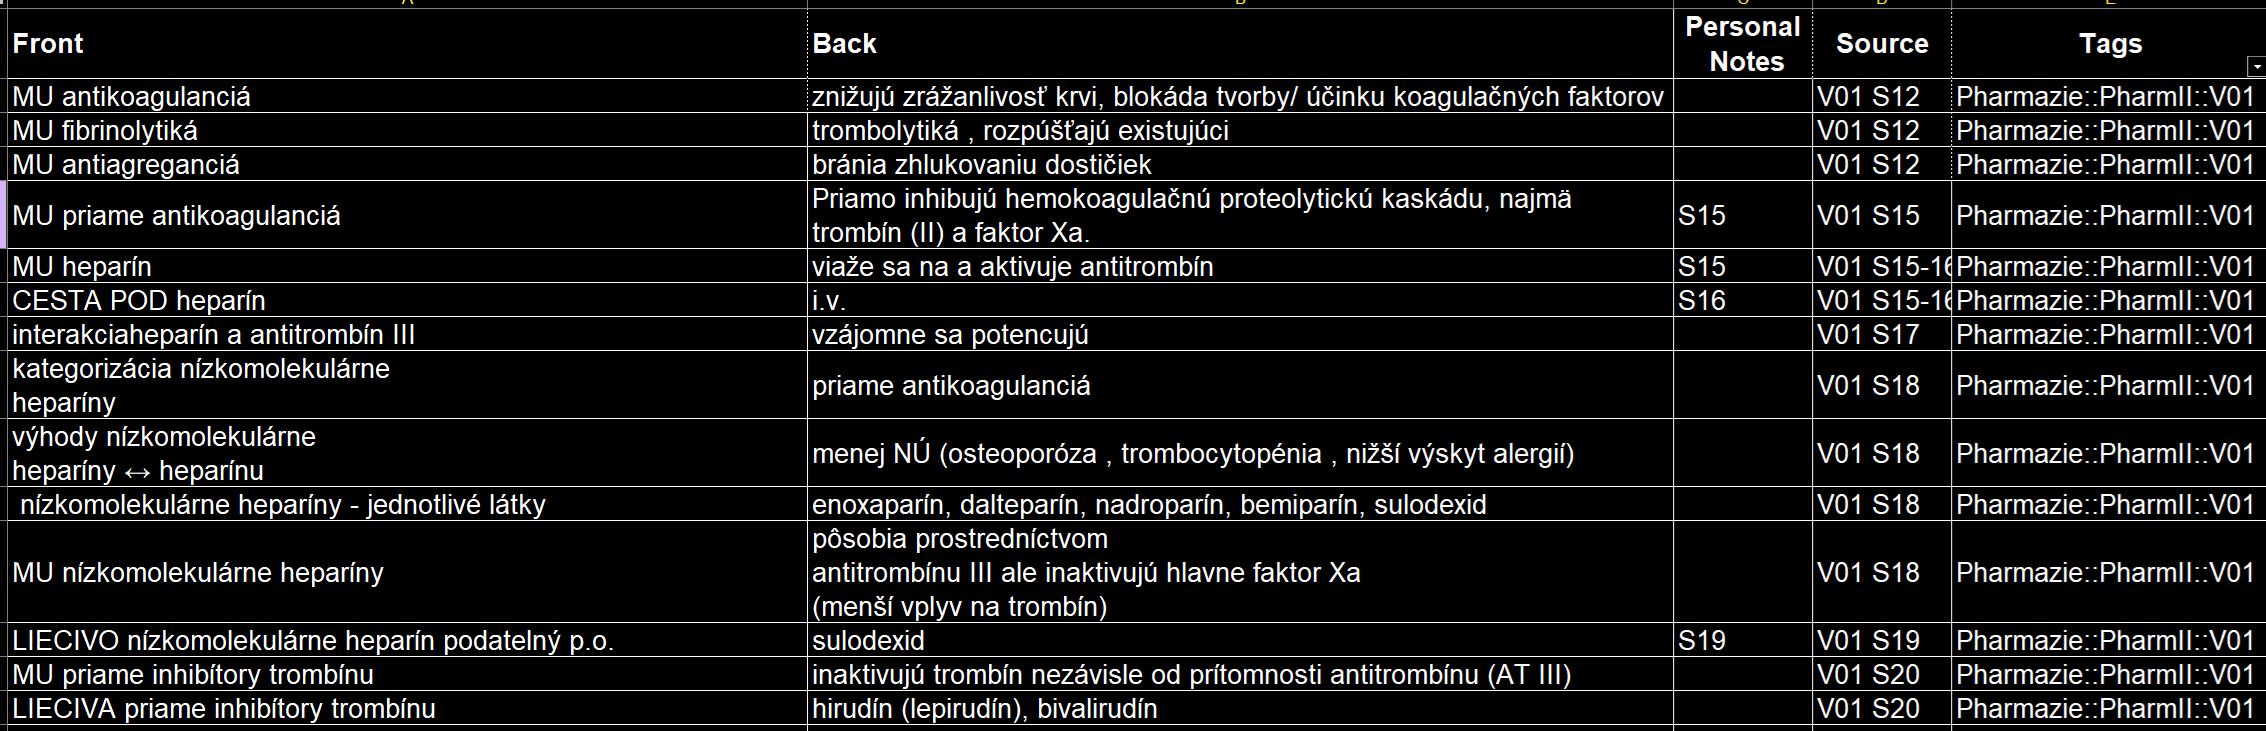 Front Back Personal Notes Source Tags
MU antikoagulanciá znižujú zrážanlivosť krvi, blokáda tvorby/ účinku koagulačných faktorov V01 S12 Pharmazie::PharmII::V01
MU fibrinolytiká trombolytiká , rozpúšťajú existujúci V01 S12 Pharmazie::PharmII::V01
MU antiagreganciá bránia zhlukovaniu dostičiek V01 S12 Pharmazie::PharmII::V01
MU priame antikoagulanciá Priamo inhibujú hemokoagulačnú proteolytickú kaskádu, najmä
trombín (II) a faktor Xa. S15 V01 S15 Pharmazie::PharmII::V01
MU heparín viaže sa na a aktivuje antitrombín S15 V01 S15-16 Pharmazie::PharmII::V01
CESTA POD heparín i.v. S16 V01 S15-16 Pharmazie::PharmII::V01
interakciaheparín a antitrombín III vzájomne sa potencujú V01 S17 Pharmazie::PharmII::V01
kategorizácia nízkomolekulárne
heparíny priame antikoagulanciá V01 S18 Pharmazie::PharmII::V01
výhody nízkomolekulárne
heparíny ↔ heparínu menej NÚ (osteoporóza , trombocytopénia , nižší výskyt alergií) V01 S18 Pharmazie::PharmII::V01
nízkomolekulárne heparíny - jednotlivé látky enoxaparín, dalteparín, nadroparín, bemiparín, sulodexid V01 S18 Pharmazie::PharmII::V01
MU nízkomolekulárne heparíny pôsobia prostredníctvom
antitrombínu III ale inaktivujú hlavne faktor Xa
(menší vplyv na trombín) V01 S18 Pharmazie::PharmII::V01
LIECIVO nízkomolekulárne heparín podatelný p.o. sulodexid S19 V01 S19 Pharmazie::PharmII::V01
MU priame inhibítory trombínu inaktivujú trombín nezávisle od prítomnosti antitrombínu (AT III) V01 S20 Pharmazie::PharmII::V01
LIECIVA priame inhibítory trombínu hirudín (lepirudín), bivalirudín V01 S20 Pharmazie::PharmII::V01